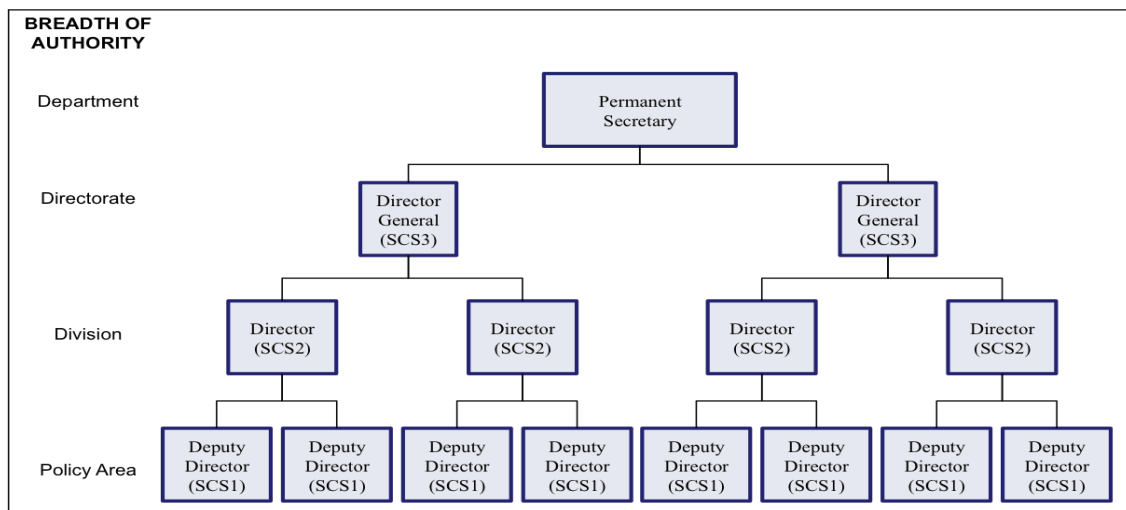 BREADTH OF
AUTHORITY
Department
Permanent
Secretary
Directorate
Director
General
(SCS3)
Director
General
(SCS3)
Division
Director
(SCS2)
Director
(SCS2)
Director
(SCS2)
Director
(SCS2)
Policy Area
Deputy
Director
(SCS1)
Deputy
Director
(SCS1)
Deputy
Director
(SCS1)
Deputy
Director
(SCS1)
Deputy
Director
(SCS1)
Deputy
Director
(SCS1)
Deputy
Director
(SCS1)
Deputy
Director
(SCS1)